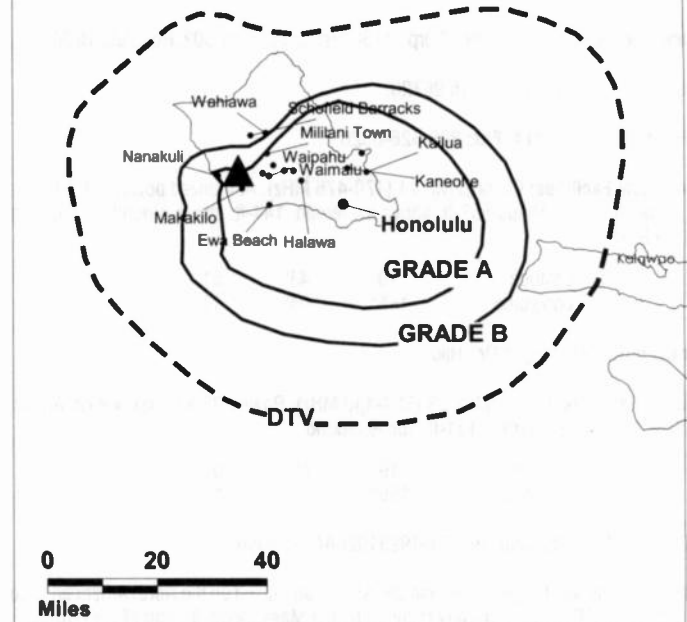 Wahiawa
Schofield Barracks
Mililani Town
Nanakuli
Waipahu
Kailua
Waimalu
Kaneohe
Makakilo
Ewa Beach
Halawa
Honolulu
Kalawao
GRADE A
GRADE B
DTV
0 20 40
Miles